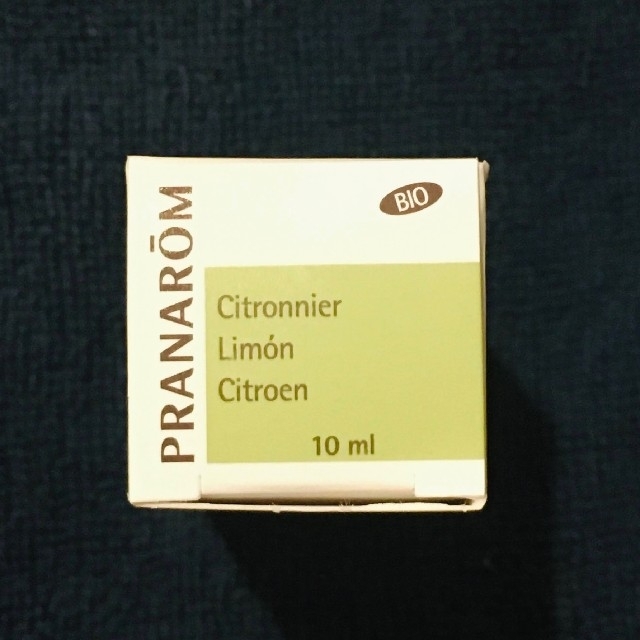 PRANARŌM
BIO
Citronnier
Limón
Citroen
10 ml